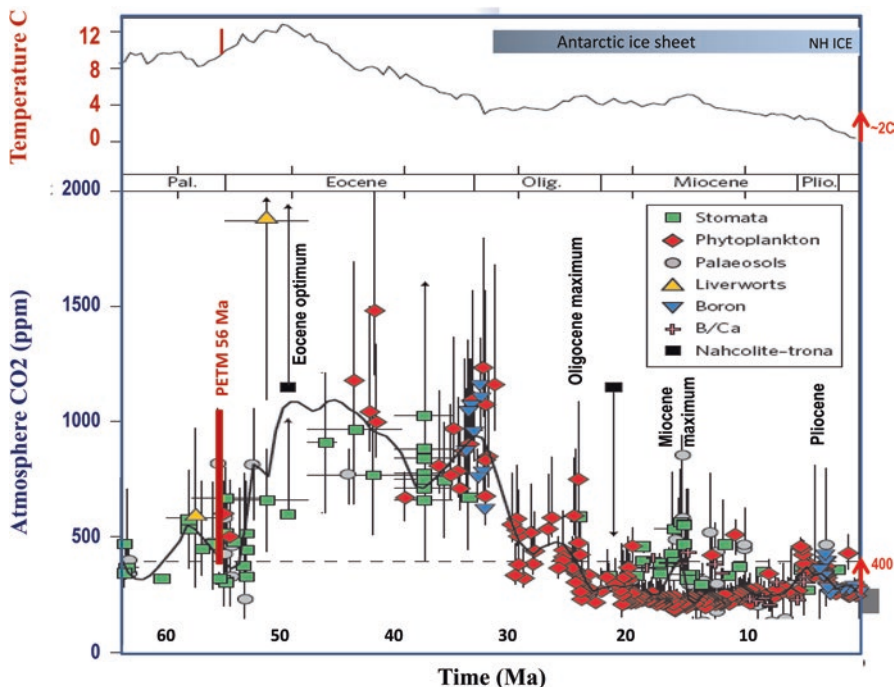 Temperature C
12
8
4
0
Antarctic ice sheet
NH ICE
~2C
Pal.
Eocene
Olig.
Miocene
Plio.
Atmosphere CO2 (ppm)
2000
1500
1000
500
0
PETM 56 Ma
Eocene optimum
Oligocene maximum
Miocene
maximum
Pliocene
Stomata
Phytoplankton
Palaeosols
Liverworts
Boron
B/Ca
Nahcolite–trona
400
60
50
40
30
20
10
0
Time (Ma)